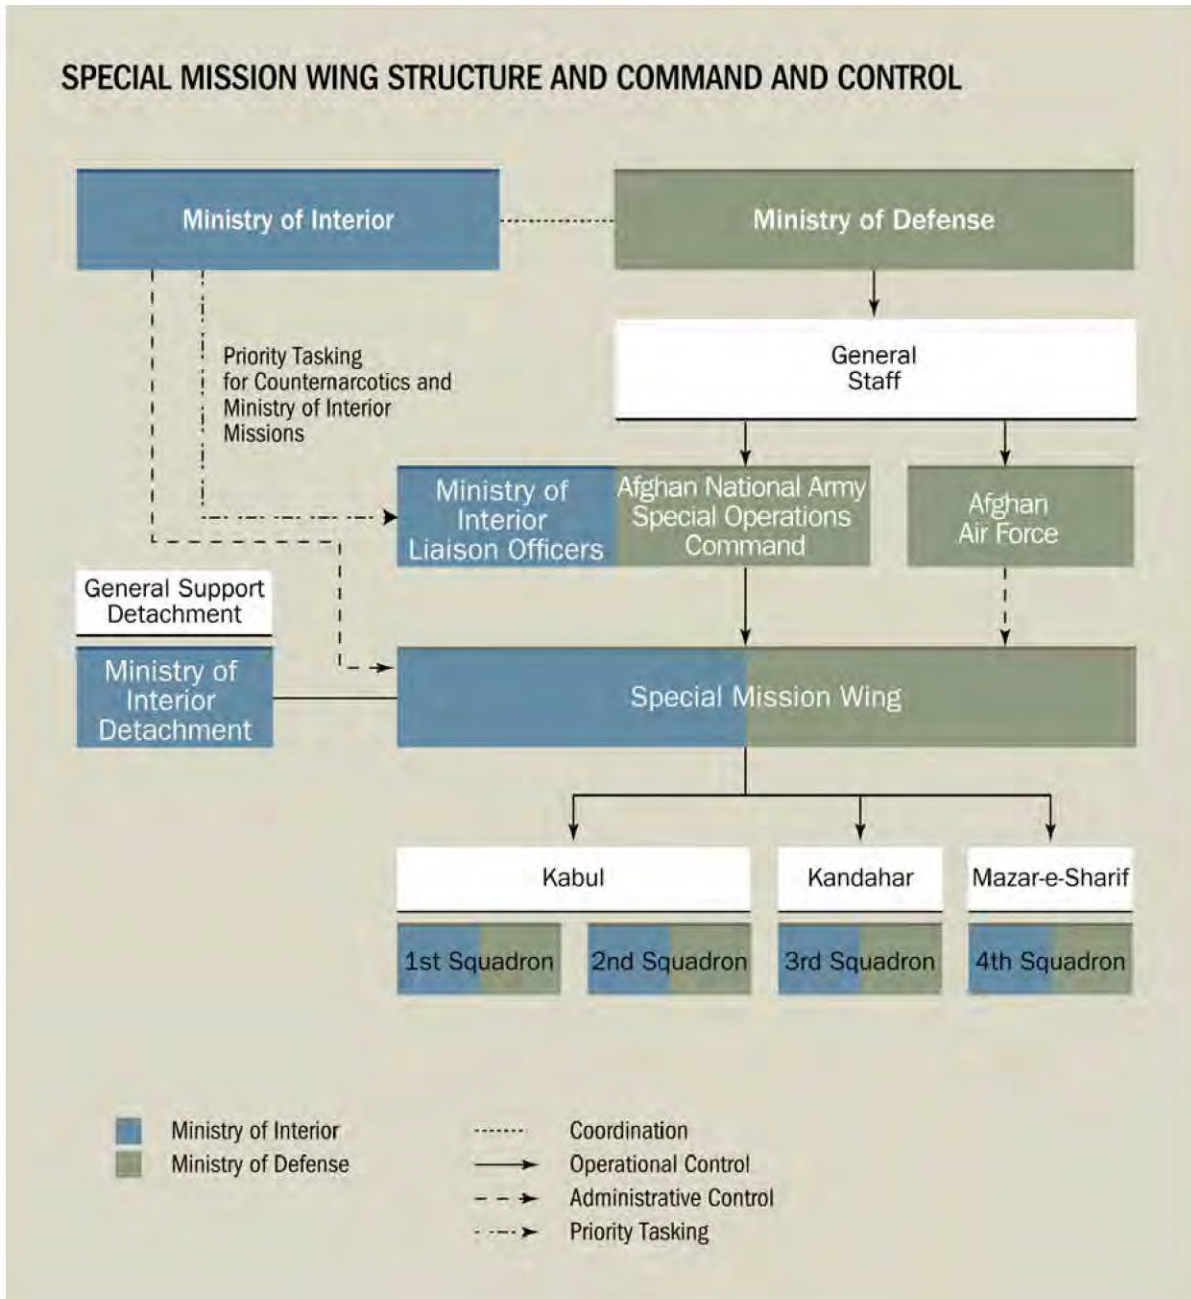 SPECIAL MISSION WING STRUCTURE AND COMMAND AND CONTROL
Ministry of Interior
Ministry of Defense
General
Staff
Priority Tasking
for Counternarcotics and
Ministry of Interior
Missions
Ministry of
Interior
Liaison Officers
Afghan National Army
Special Operations
Command
Afghan
Air Force
General Support
Detachment
Ministry of
Interior
Detachment
Special Mission Wing
Kabul
Kandahar
Mazar-e-Sharif
1st Squadron
2nd Squadron
3rd Squadron
4th Squadron
Ministry of Interior
Ministry of Defense
Coordination
Operational Control
Administrative Control
Priority Tasking